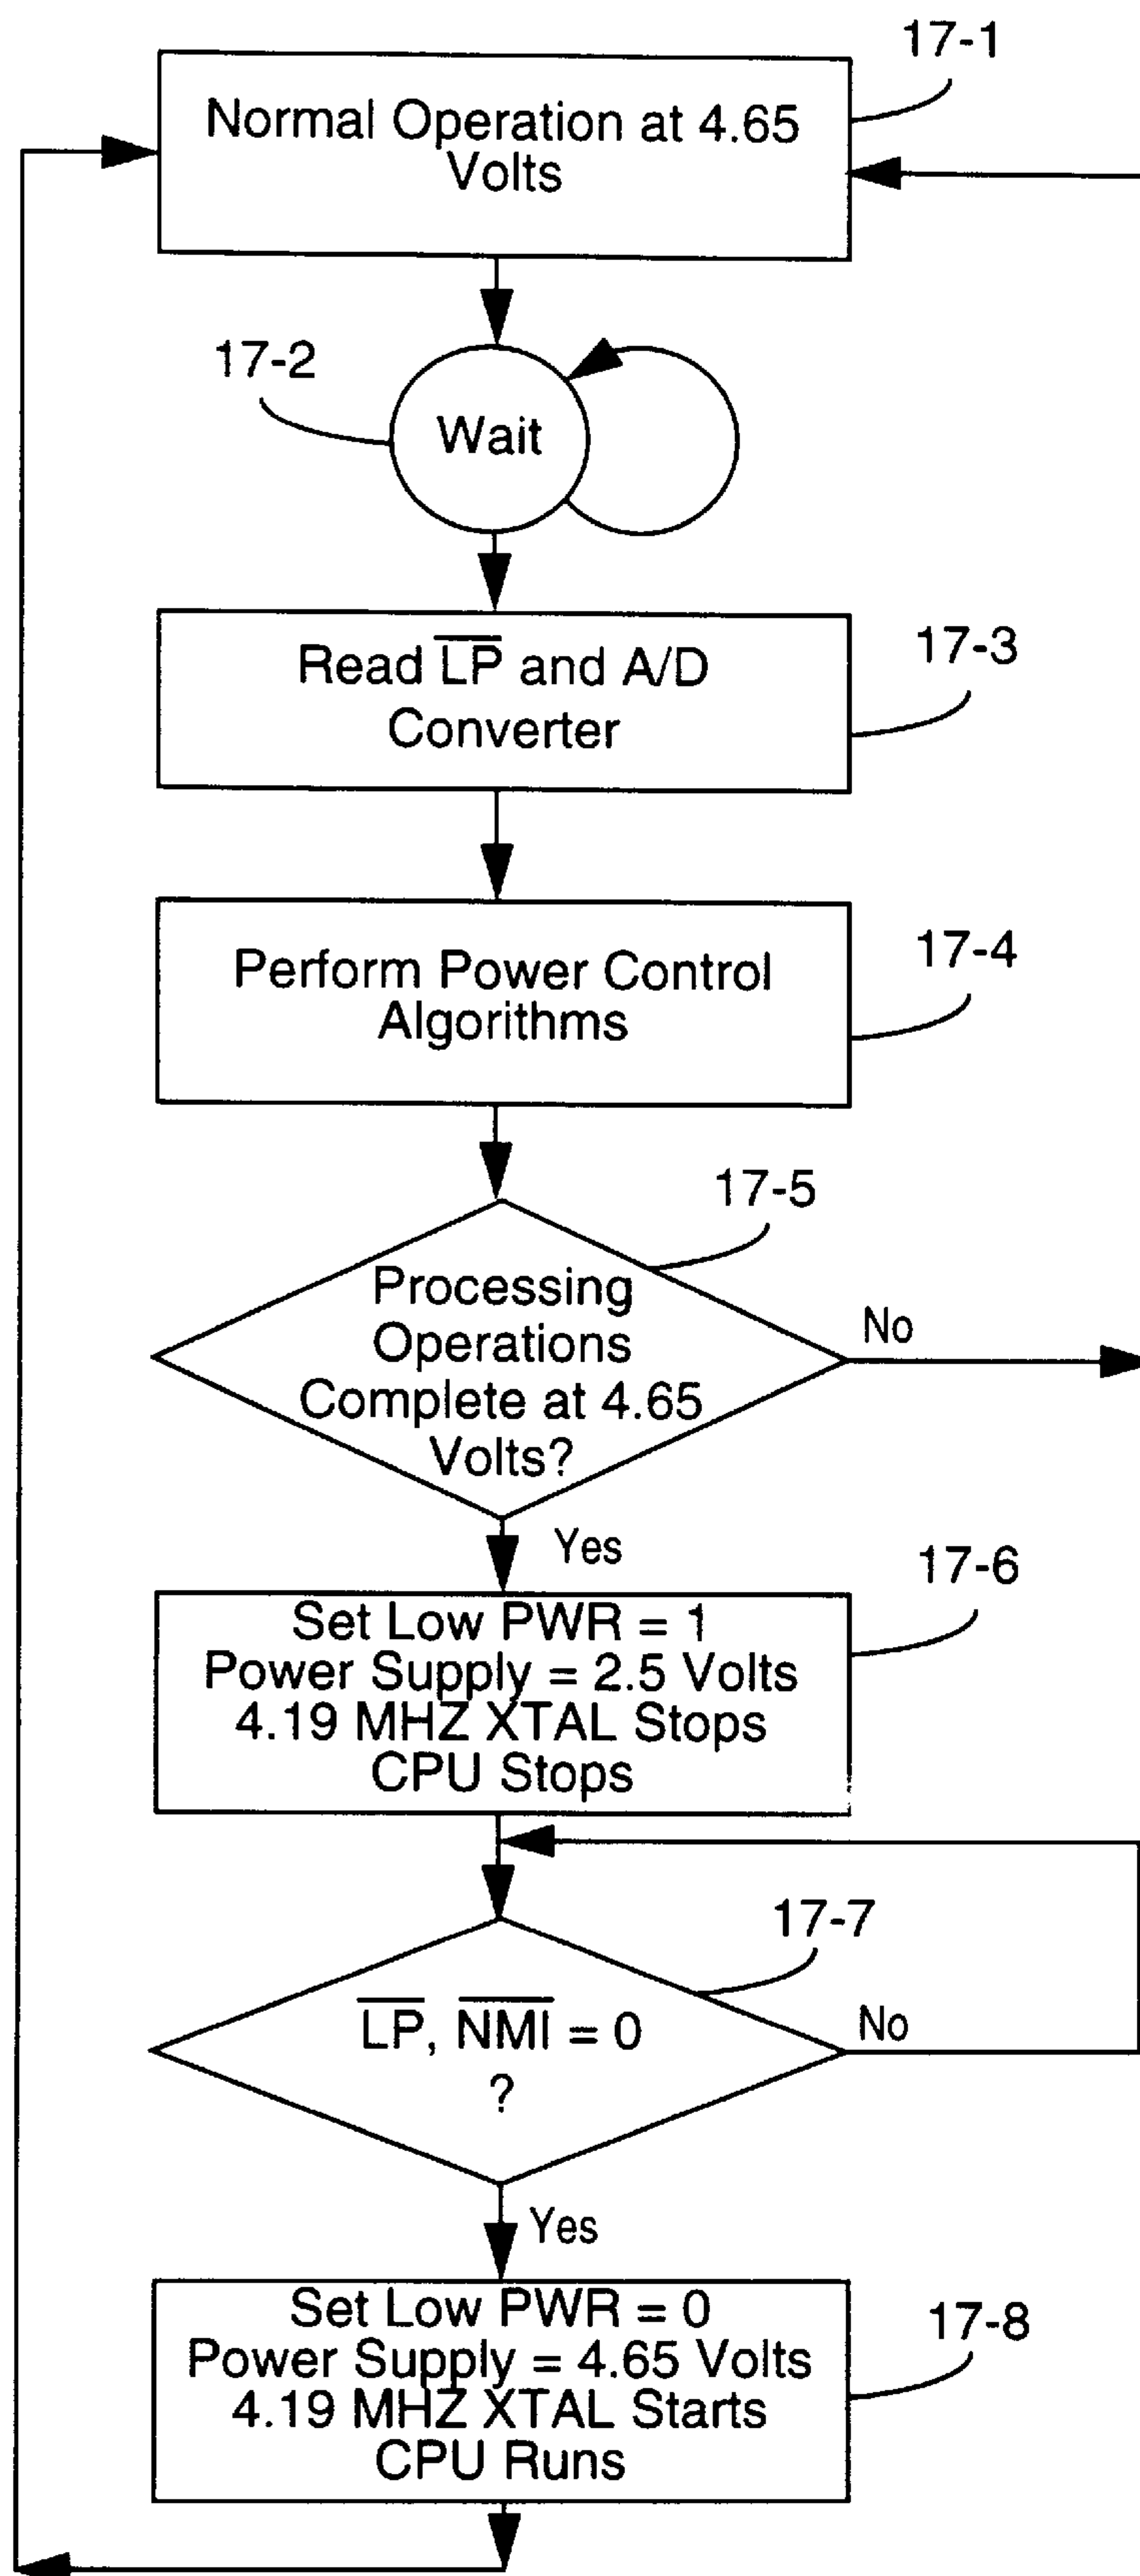 17-1
Normal Operation at 4.65
Volts
17-2
Wait
Read L̅P̅ and A/D
Converter
17-3
Perform Power Control
Algorithms
17-4
17-5
Processing
Operations
Complete at 4.65
Volts?
No
Yes
17-6
Set Low PWR = 1
Power Supply = 2.5 Volts
4.19 MHZ XTAL Stops
CPU Stops
17-7
L̅P̅, N̅M̅I̅ = 0
?
No
Yes
Set Low PWR = 0
Power Supply = 4.65 Volts
4.19 MHZ XTAL Starts
CPU Runs
17-8